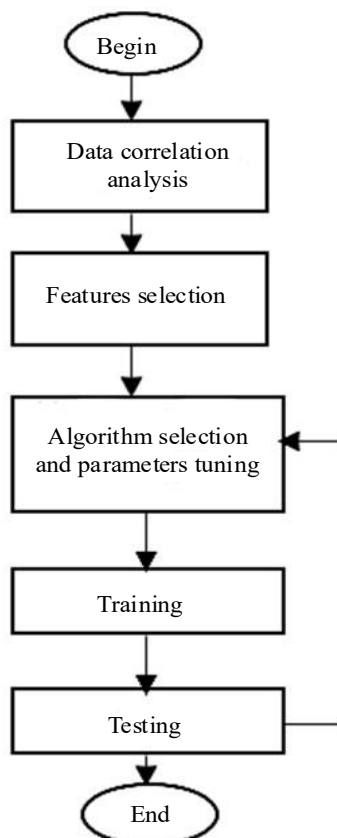 Begin
Data correlation
analysis
Features selection
Algorithm selection
and parameters tuning
Training
Testing
End